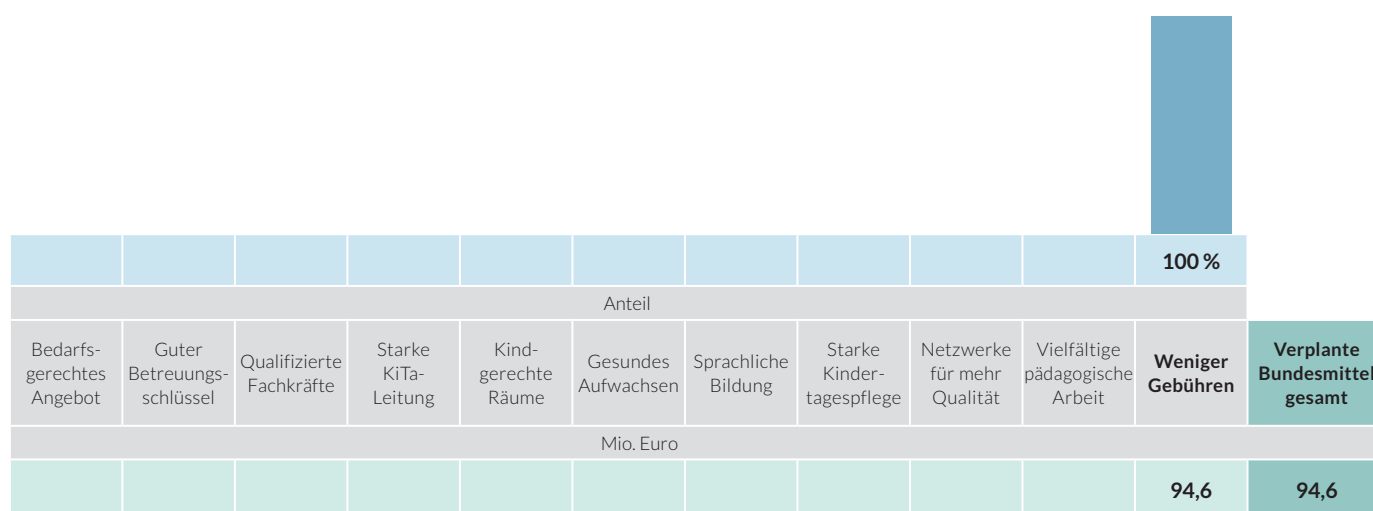 100 %
Anteil
Bedarfs-
gerechtes
Angebot
Guter
Betreuungs-
schlüssel
Qualifizierte
Fachkräfte
Starke
KiTa-
Leitung
Kind-
gerechte
Räume
Gesundes
Aufwachsen
Sprachliche
Bildung
Starke
Kinder-
tagespflege
Netzwerke
für mehr
Qualität
Vielfältige
pädagogische
Arbeit
Weniger
Gebühren
Verplante
Bundesmittel
gesamt
Mio. Euro
94,6
94,6